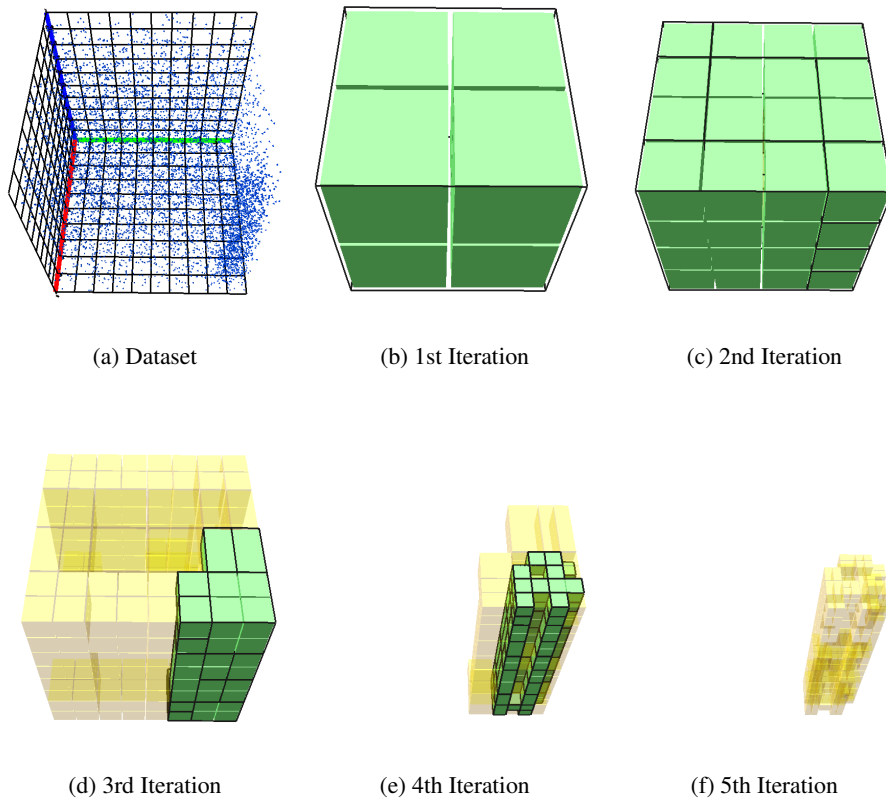 (a) Dataset
(b) 1st Iteration
(c) 2nd Iteration
(d) 3rd Iteration
(e) 4th Iteration
(f) 5th Iteration